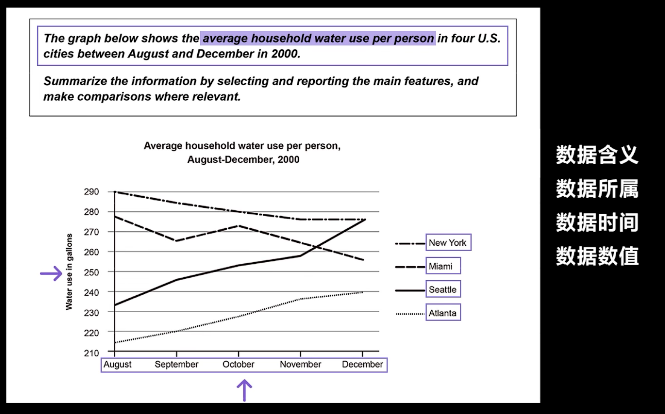 The graph below shows the average household water use per person in four U.S.
cities between August and December in 2000.
Summarize the information by selecting and reporting the main features, and
make comparisons where relevant.
Average household water use per person,
August-December, 2000
Water use in gallons
290
280
270
260
250
240
230
220
210
August September October November December
New York
Miami
Seattle
Atlanta
数据含义
数据所属
数据时间
数据数值